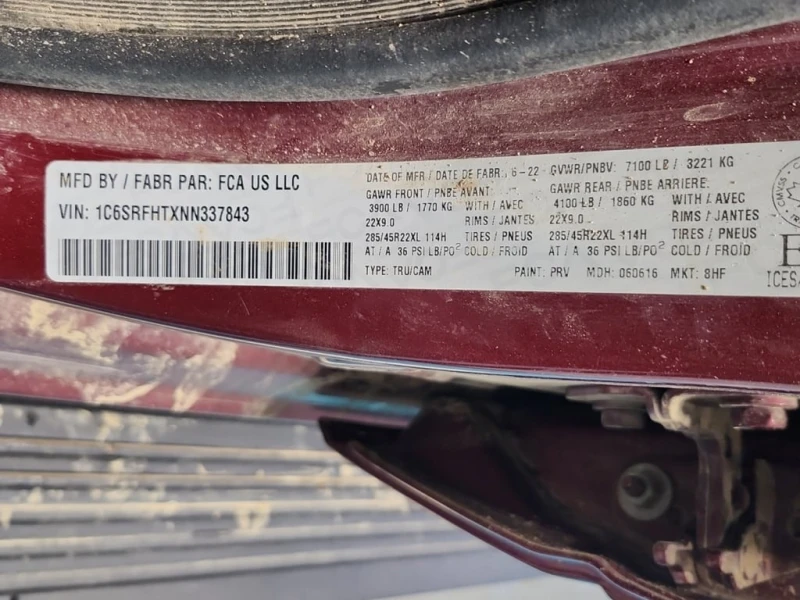 MFD BY / FABR PAR: FCA US LLC
VIN: 1C6SRFHTXNN337843
DATE OF MFR / DATE DE FABR. 6-22 GVWR/PNBV: 7100 LB / 3221 KG
GAWR FRONT / PNBE AVANT: GAWR REAR / PNBE ARRIERE:
3900 LB / 1770 KG WITH / AVEC 4100 LB / 1860 KG WITH / AVEC
22X9.0 RIMS / JANTES 22X9.0 RIMS / JANTES
285/45R22XL 114H TIRES / PNEUS 285/45R22XL 114H TIRES / PNEUS
AT / A 36 PSI LB/PO² COLD / FROID AT / A 36 PSI LB/PO² COLD / FROID
TYPE: TRU/CAM PAINT: PRV MDH: 060616 MKT: 8HF